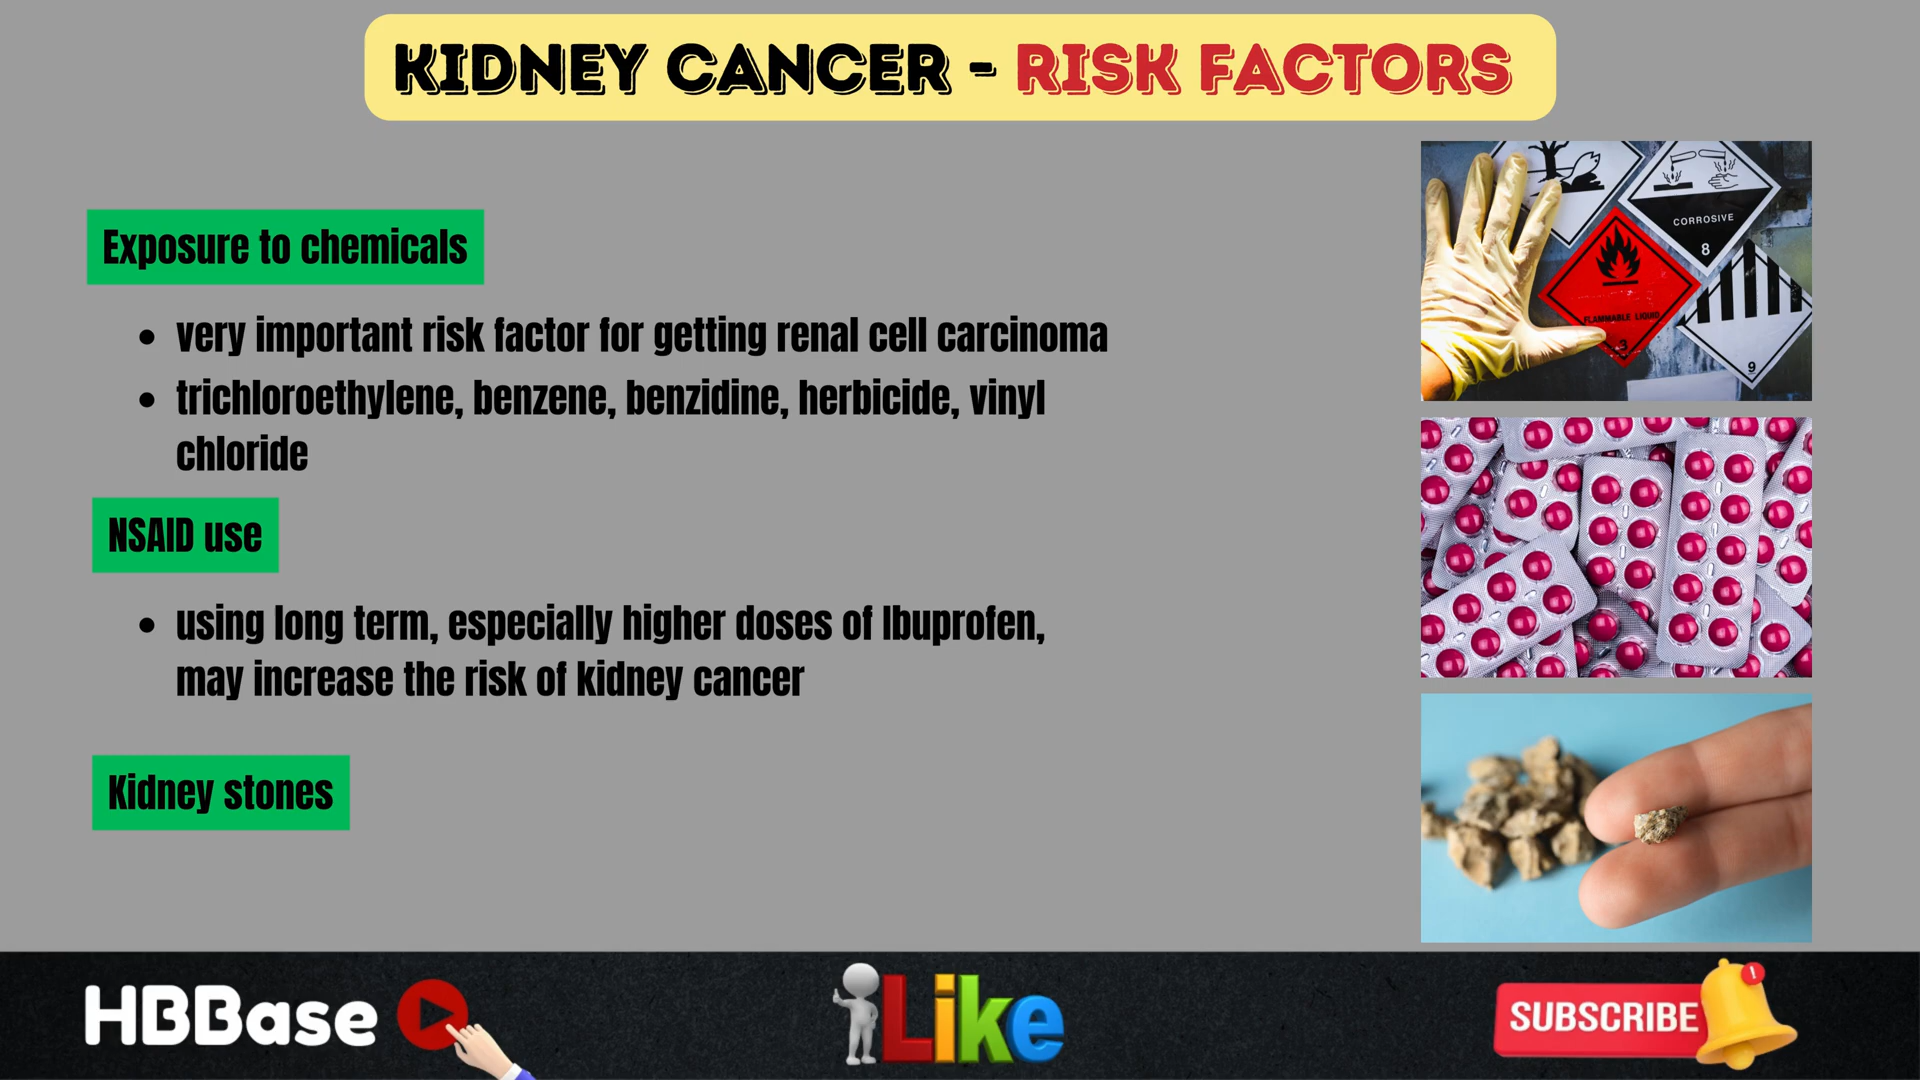 KIDNEY CANCER - RISK FACTORS
Exposure to chemicals
very important risk factor for getting renal cell carcinoma
trichloroethylene, benzene, benzidine, herbicide, vinyl
chloride
NSAID use
using long term, especially higher doses of Ibuprofen,
may increase the risk of kidney cancer
Kidney stones
CORROSIVE
8
FLAMMABLE LIQUID
3
9
HBBase
Like
SUBSCRIBE
!